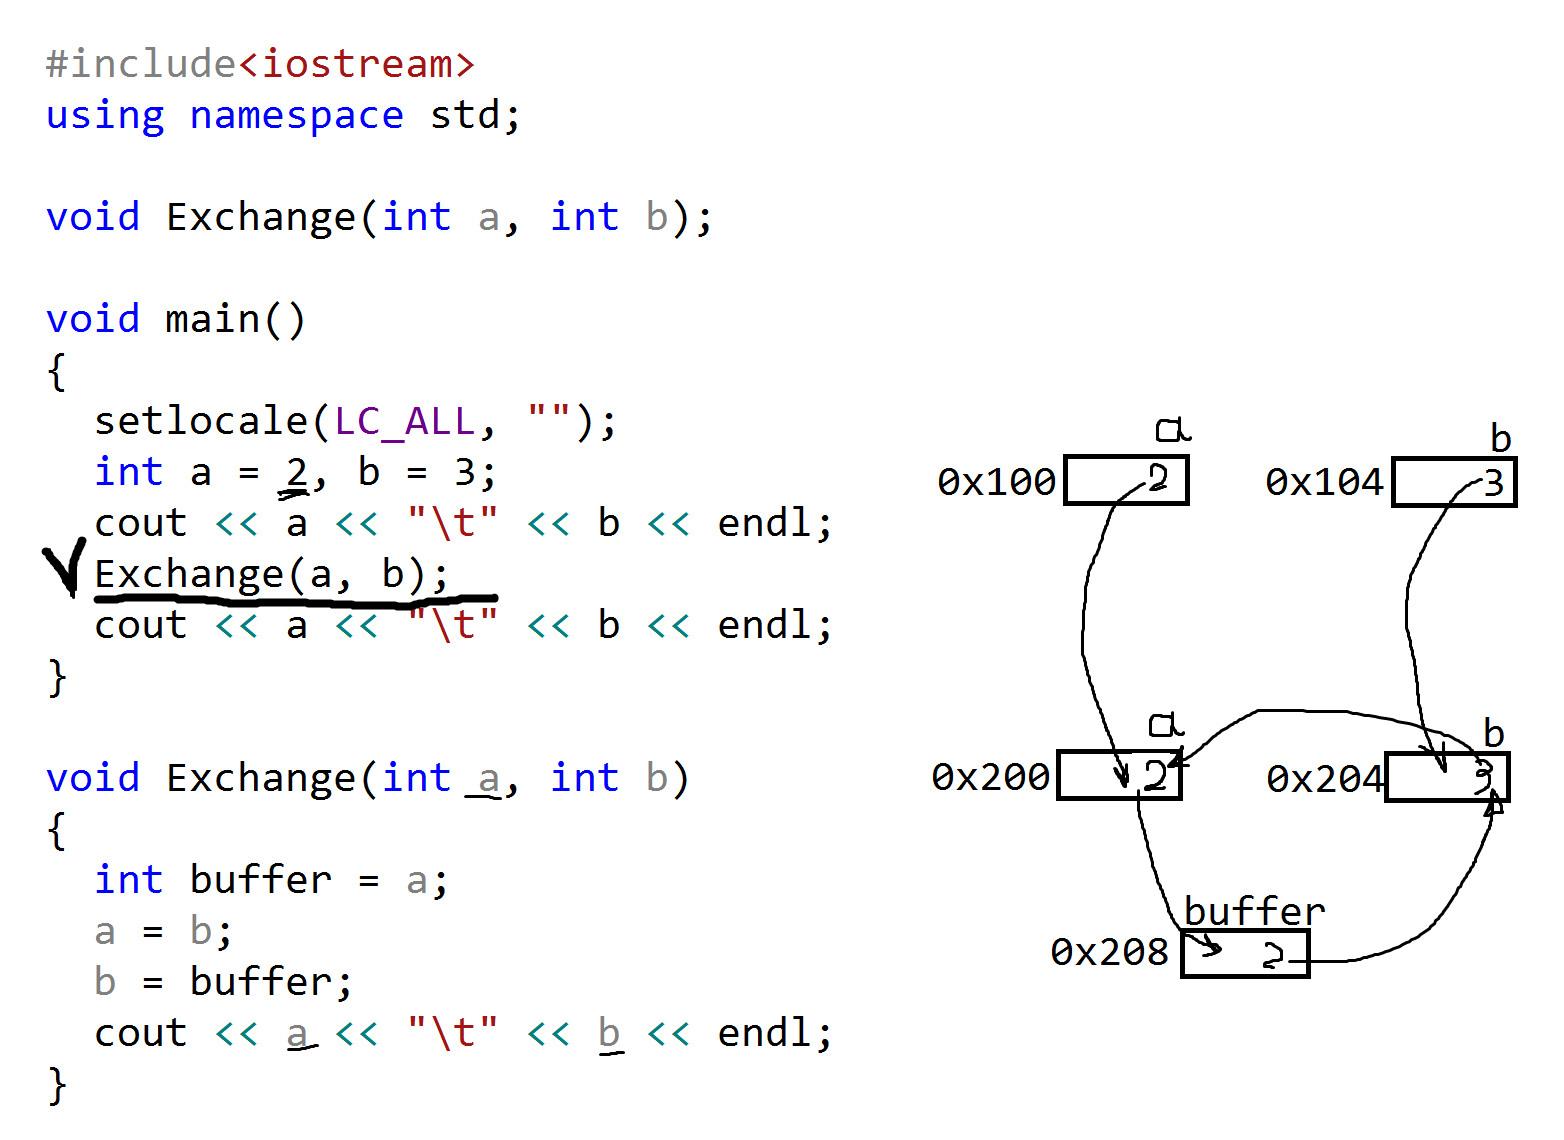 #include<iostream>
using namespace std;
void Exchange(int a, int b);
void main()
{
setlocale(LC_ALL, "");
int a = 2, b = 3;
cout << a << "\t" << b << endl;
Exchange(a, b);
cout << a << "\t" << b << endl;
}
void Exchange(int a, int b)
{
int buffer = a;
a = b;
b = buffer;
cout << a << "\t" << b << endl;
}
a
b
0x100 2
0x104 3
a
b
0x200 2
0x204 3
buffer
0x208 2